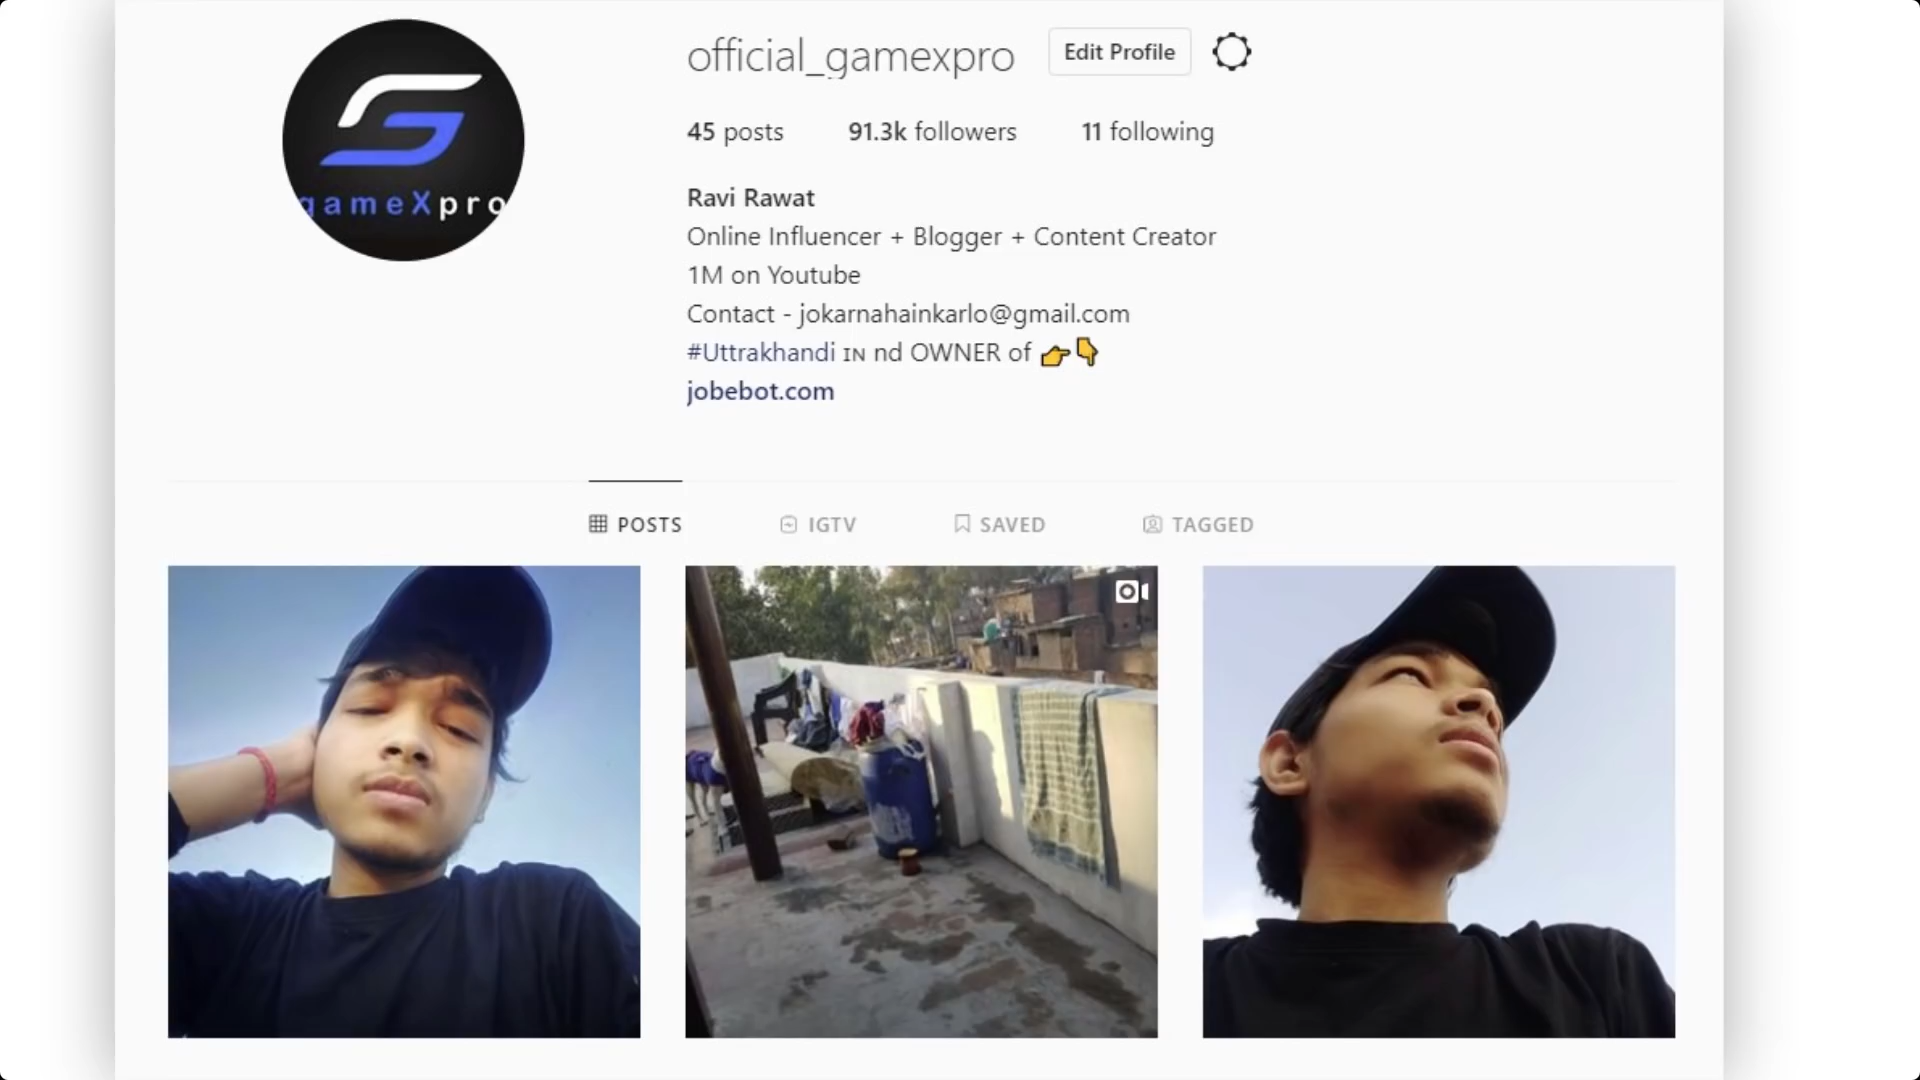 gameXpro
official_gamexpro Edit Profile
45 posts 91.3k followers 11 following
Ravi Rawat
Online Influencer + Blogger + Content Creator
1M on Youtube
Contact - jokarnahainkarlo@gmail.com
#Uttrakhandi ɪɴ nd OWNER of 👉👇
jobebot.com
POSTS IGTV SAVED TAGGED